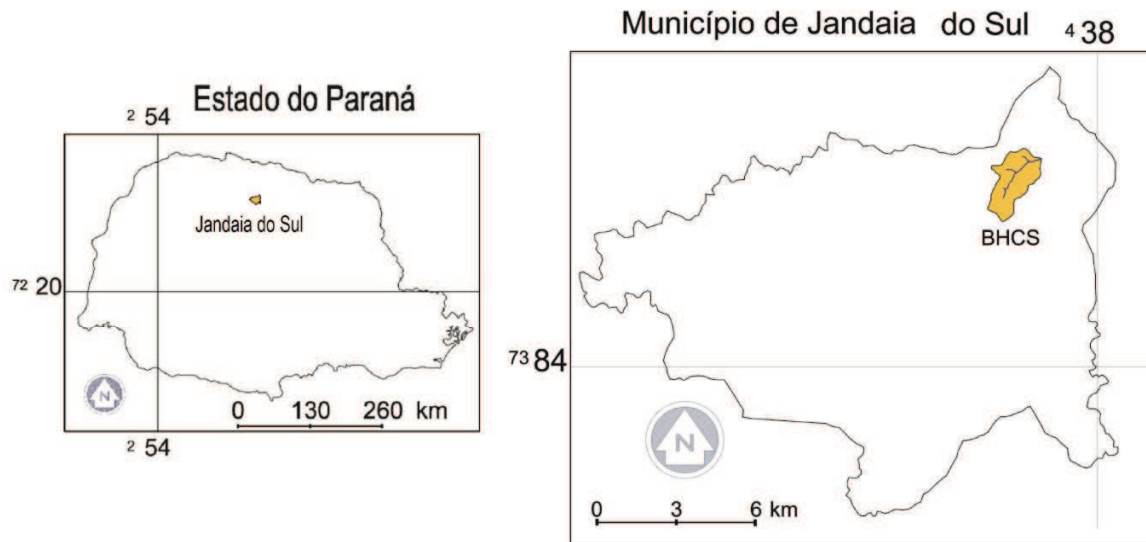 Estado do Paraná
2 54
Jandaia do Sul
72 20
N
0 130 260 km
2 54
Município de Jandaia do Sul
4 38
BHCS
73 84
N
0 3 6 km